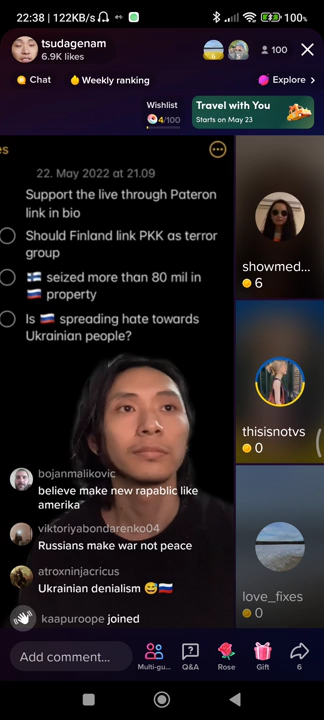 22:38 | 122KB/s
100%
tsudagenam
6.9K likes
6
100
Chat
Weekly ranking
Explore >
Wishlist
4/100
Travel with You
Starts on May 23
es
22. May 2022 at 21.09
Support the live through Pateron
link in bio
Should Finland link PKK as terror
group
🇫🇮 seized more than 80 mil in
🇷🇺 property
Is 🇷🇺 spreading hate towards
Ukrainian people?
showmed...
6
thisisnotvs
0
love_fixes
0
bojanmalikovic
believe make new rapablic like
amerika
viktoriyabondarenko04
Russians make war not peace
atroxninjacricus
Ukrainian denialism 😅🇷🇺
kaapuroope joined
Add comment...
Multi-gu...
Q&A
Rose
Gift
6